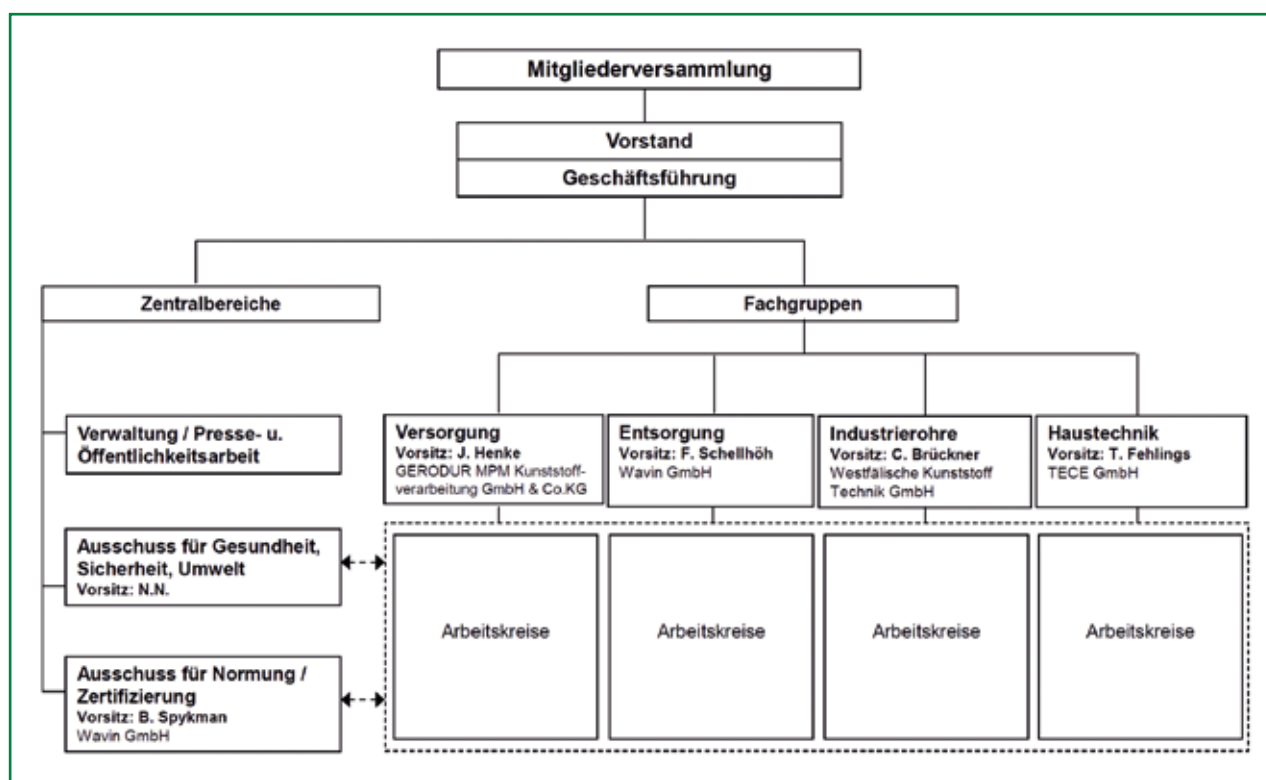 Mitgliederversammlung
Vorstand
Geschäftsführung
Zentralbereiche
Fachgruppen
Verwaltung / Presse- u.
Öffentlichkeitsarbeit
Versorgung
Vorsitz: J. Henke
GERODUR MPM Kunststoff-
verarbeitung GmbH & Co.KG
Entsorgung
Vorsitz: F. Schellhöh
Wavin GmbH
Industrierohre
Vorsitz: C. Brückner
Westfälische Kunststoff
Technik GmbH
Haustechnik
Vorsitz: T. Fehlings
TECE GmbH
Ausschuss für Gesundheit,
Sicherheit, Umwelt
Vorsitz: N.N.
Ausschuss für Normung /
Zertifizierung
Vorsitz: B. Spykman
Wavin GmbH
Arbeitskreise
Arbeitskreise
Arbeitskreise
Arbeitskreise